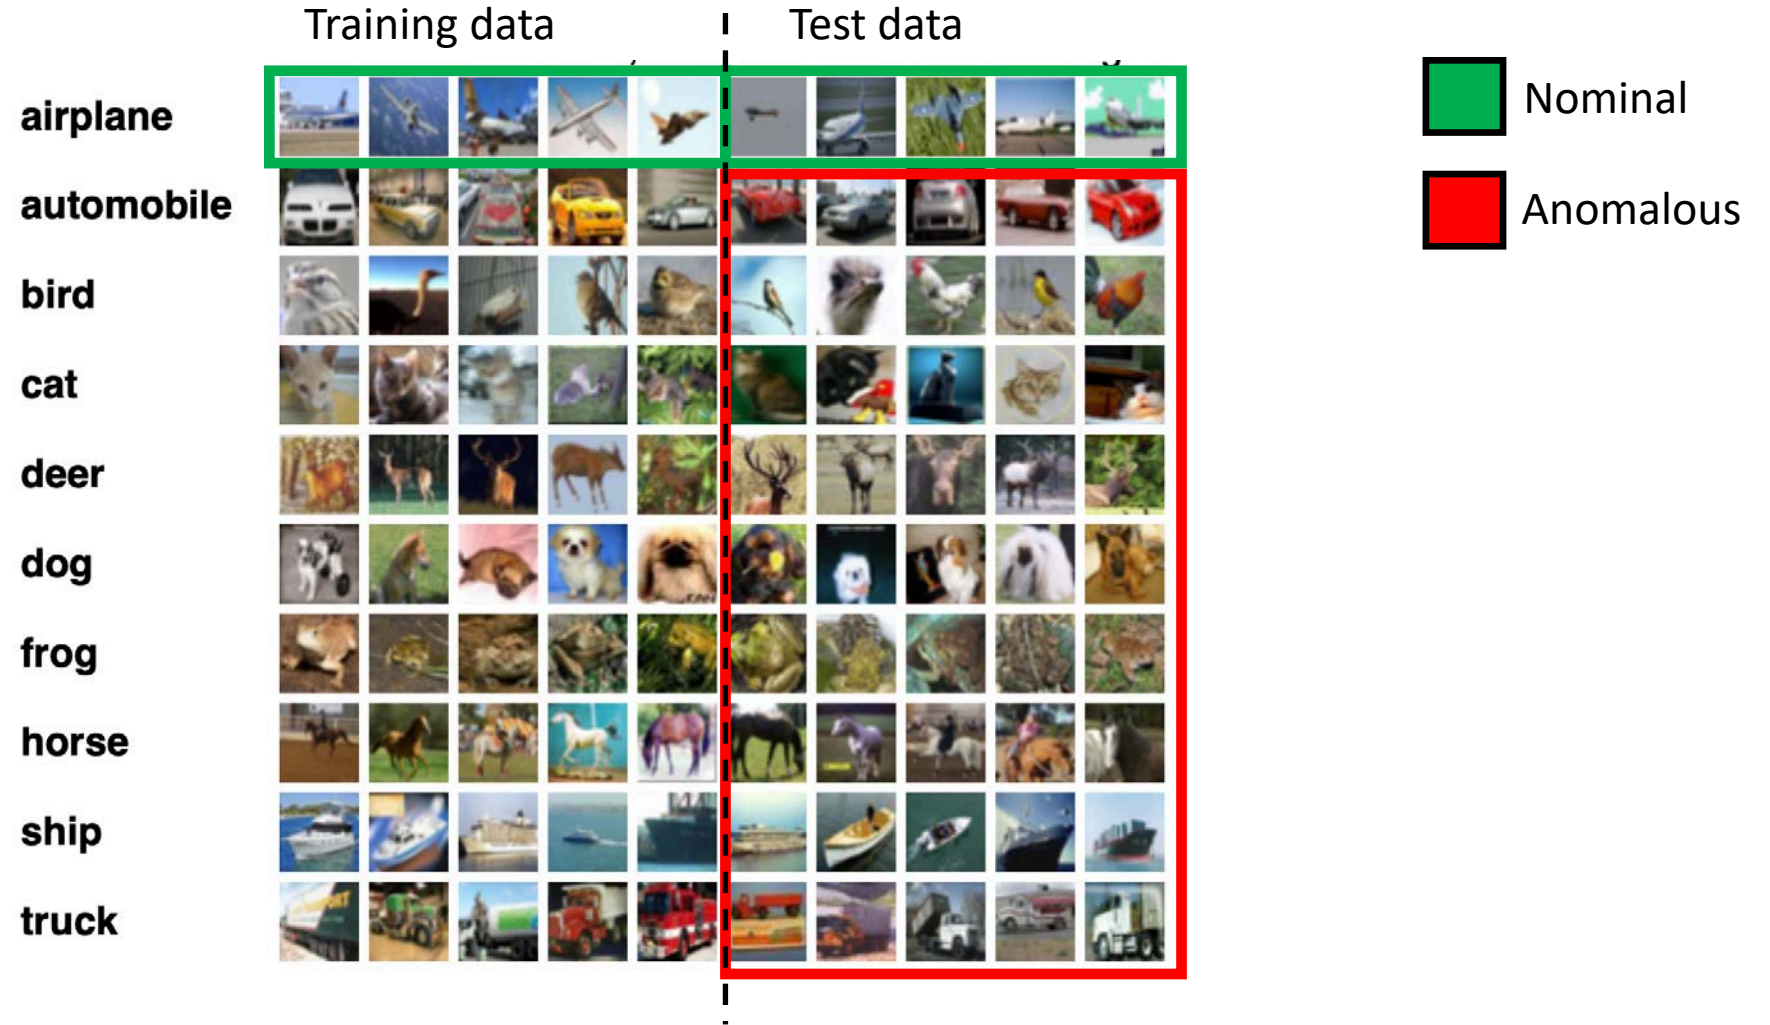 Training data
Test data
Nominal
Anomalous
airplane
automobile
bird
cat
deer
dog
frog
horse
ship
truck